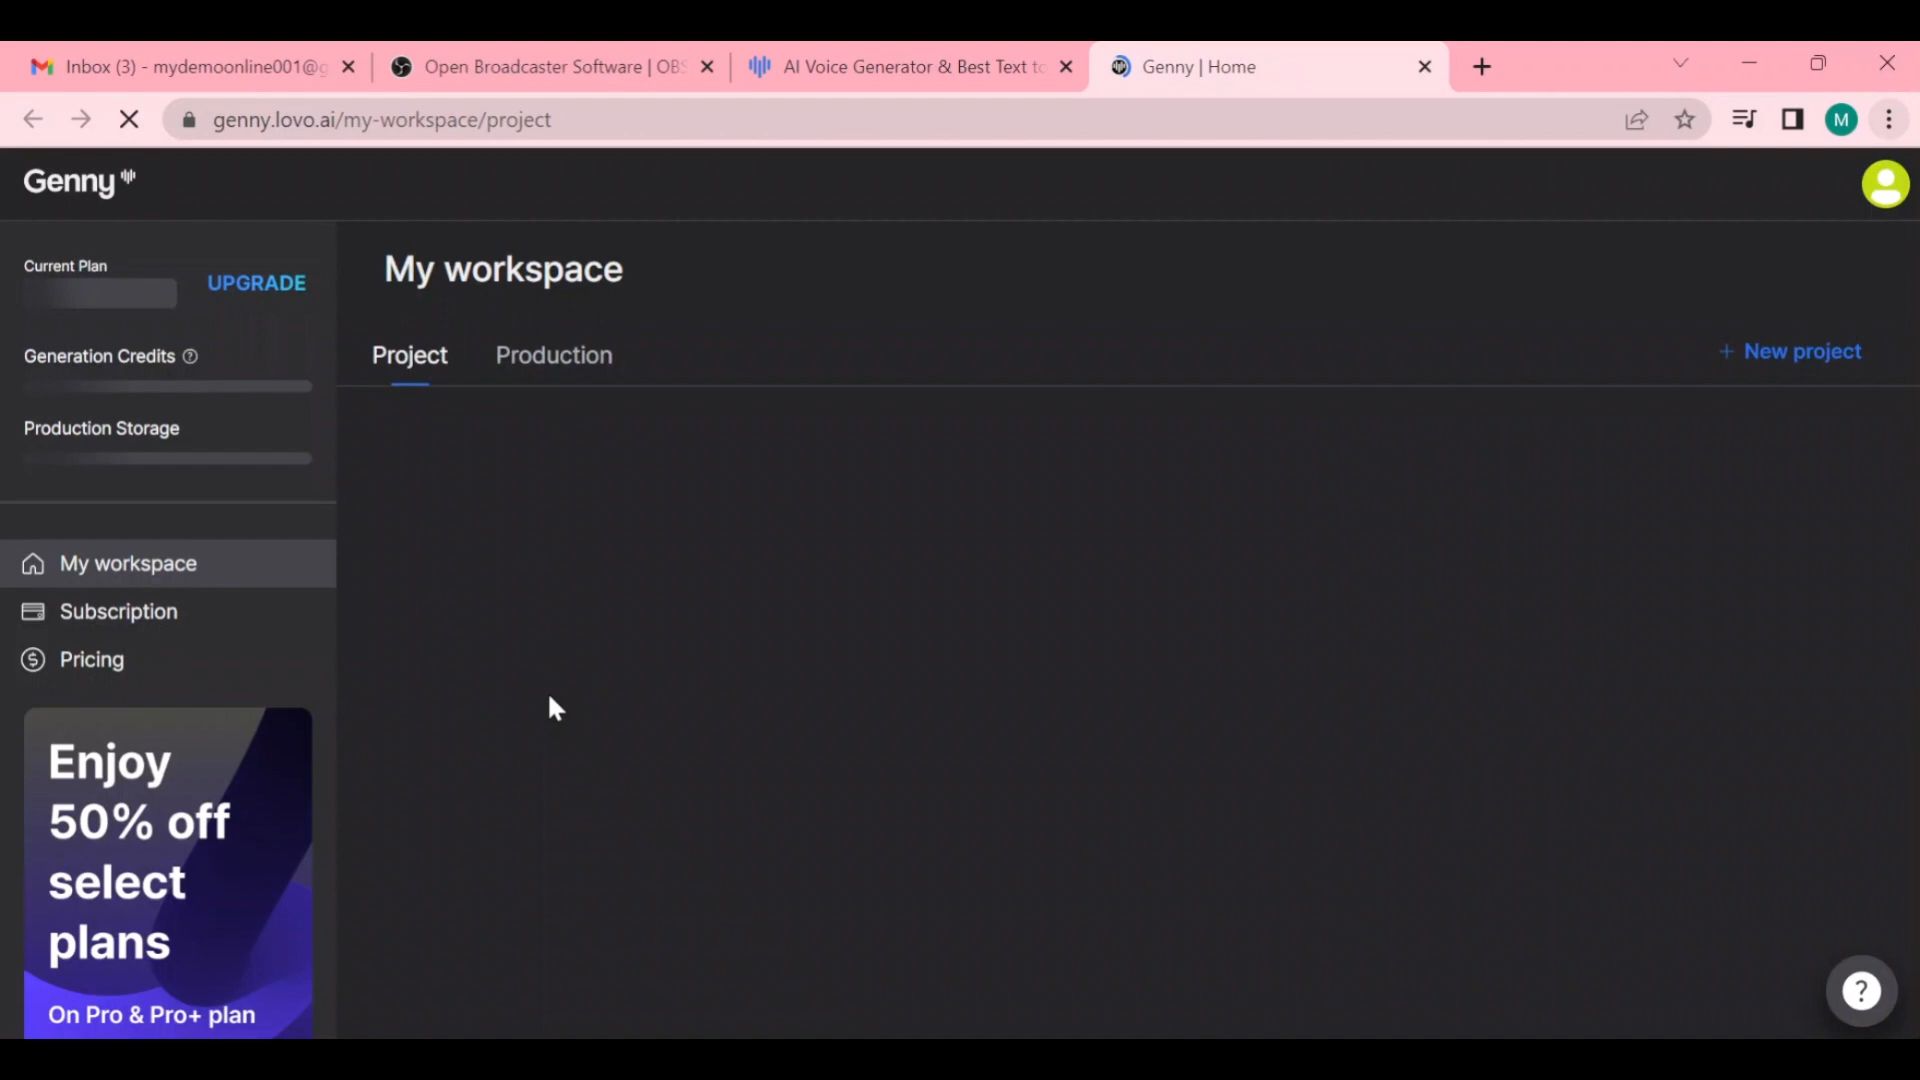 Inbox (3) - mydemoonline001@g
Open Broadcaster Software | OBS
AI Voice Generator & Best Text to
Genny | Home
genny.lovo.ai/my-workspace/project
M
Genny
Current Plan
UPGRADE
Generation Credits
Production Storage
My workspace
Subscription
Pricing
Enjoy
50% off
select
plans
On Pro & Pro+ plan
My workspace
Project
Production
+ New project
?